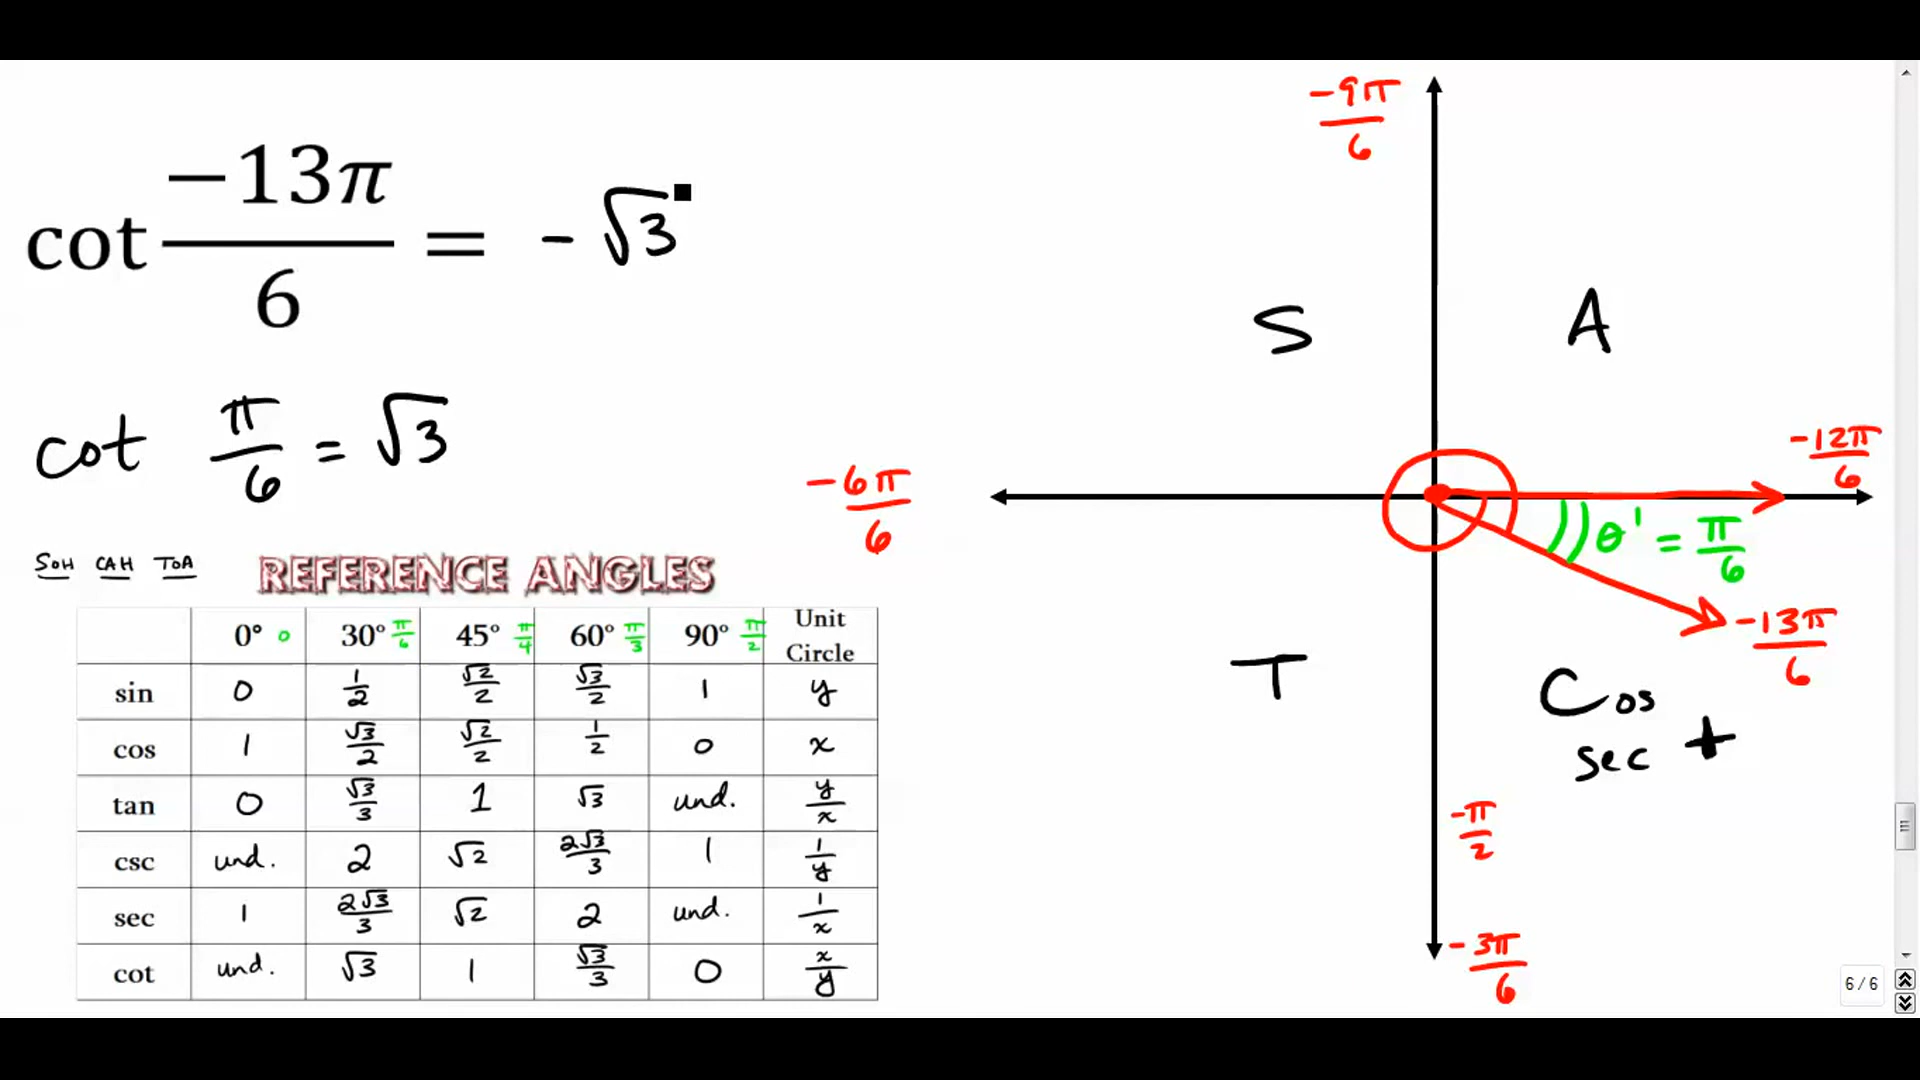 cot -13π/6 = -√3
cot π/6 = √3
SOH CAH TOA
REFERENCE ANGLES
0° 0 30° π/6 45° π/4 60° π/3 90° π/2 Unit Circle
sin 0 1/2 √2/2 √3/2 1 y
cos 1 √3/2 √2/2 1/2 0 x
tan 0 √3/3 1 √3 und. y/x
csc und. 2 √2 2√3/3 1 1/y
sec 1 2√3/3 √2 2 und. 1/x
cot und. √3 1 √3/3 0 x/y
-9π/6
S A
-6π/6
-12π/6
θ' = π/6
-13π/6
T Cos
sec +
-π/2
-3π/6
6/6